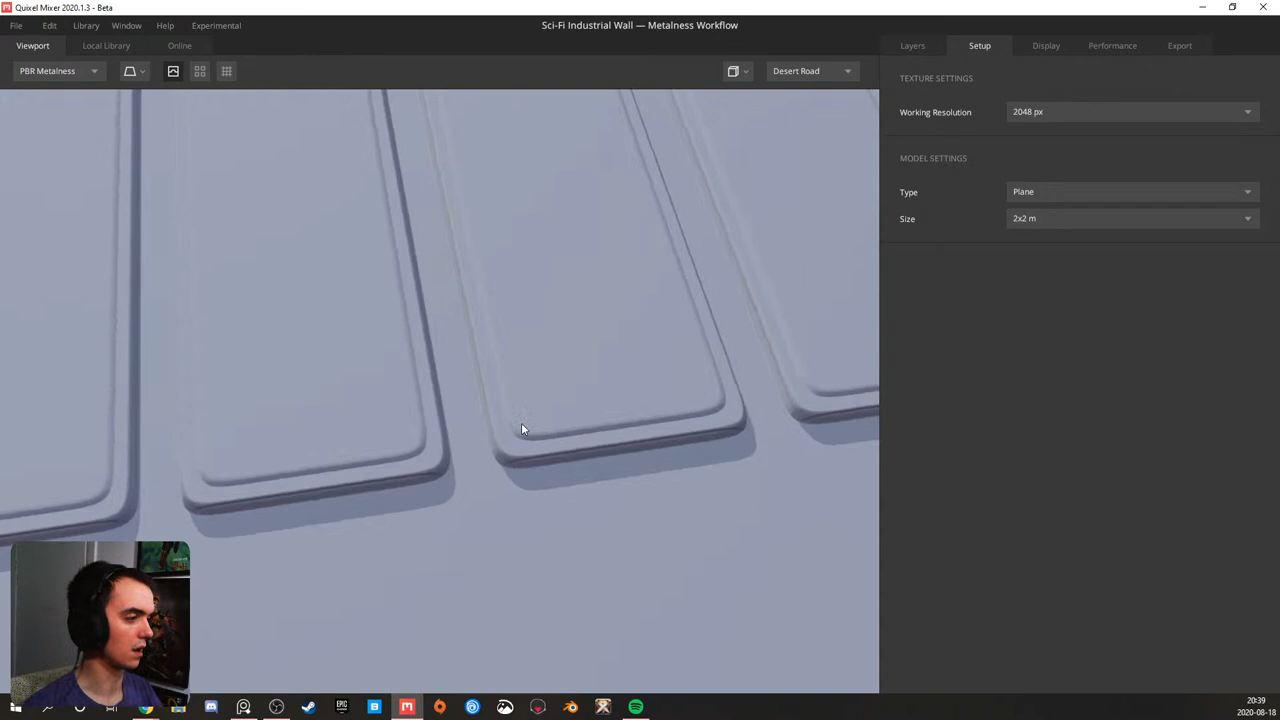 Quixel Mixer 2020.1.3 - Beta
File Edit Library Window Help Experimental
Sci-Fi Industrial Wall — Metalness Workflow
Viewport Local Library Online
Layers Setup Display Performance Export
PBR Metalness
Desert Road
TEXTURE SETTINGS
Working Resolution 2048 px
MODEL SETTINGS
Type Plane
Size 2x2 m
EPIC
20:39
2020-08-18